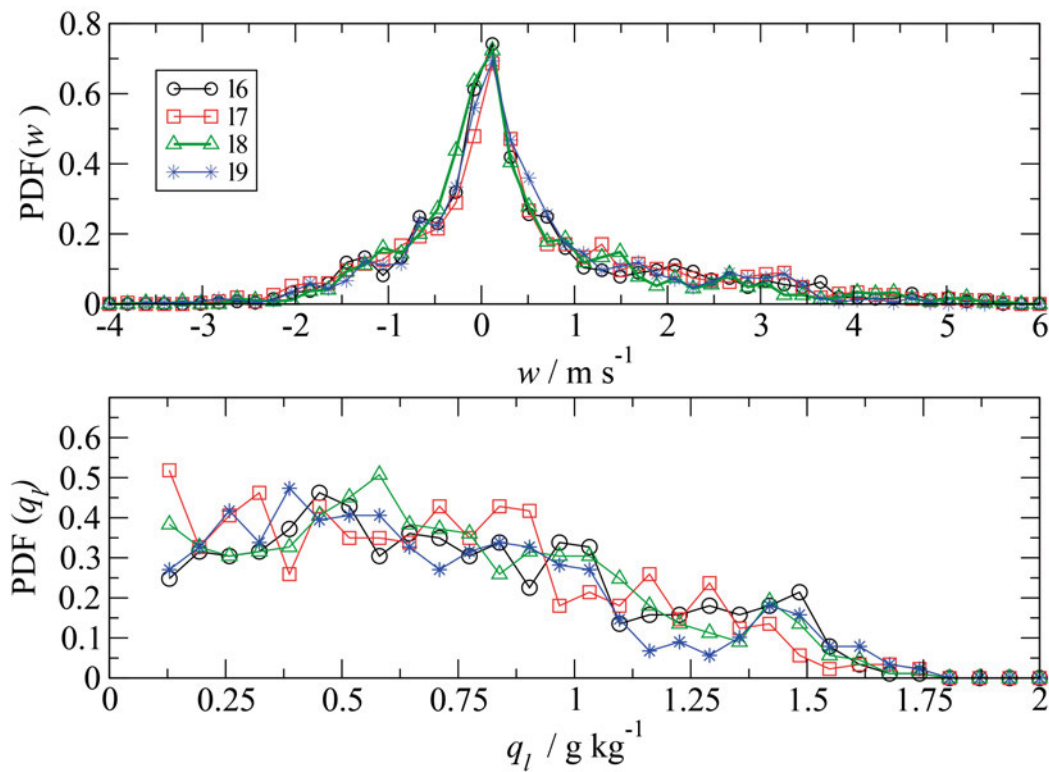 0.8
0.6
0.4
0.2
0
PDF(w)
l6
l7
l8
l9
-4 -3 -2 -1 0 1 2 3 4 5 6
w / m s⁻¹
0.6
0.5
0.4
0.3
0.2
0.1
0
PDF (qₗ)
0 0.25 0.5 0.75 1 1.25 1.5 1.75 2
qₗ / g kg⁻¹